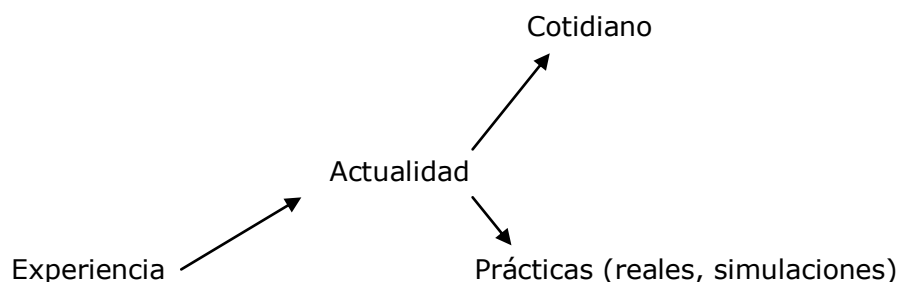 Cotidiano
Actualidad
Experiencia
Prácticas (reales, simulaciones)